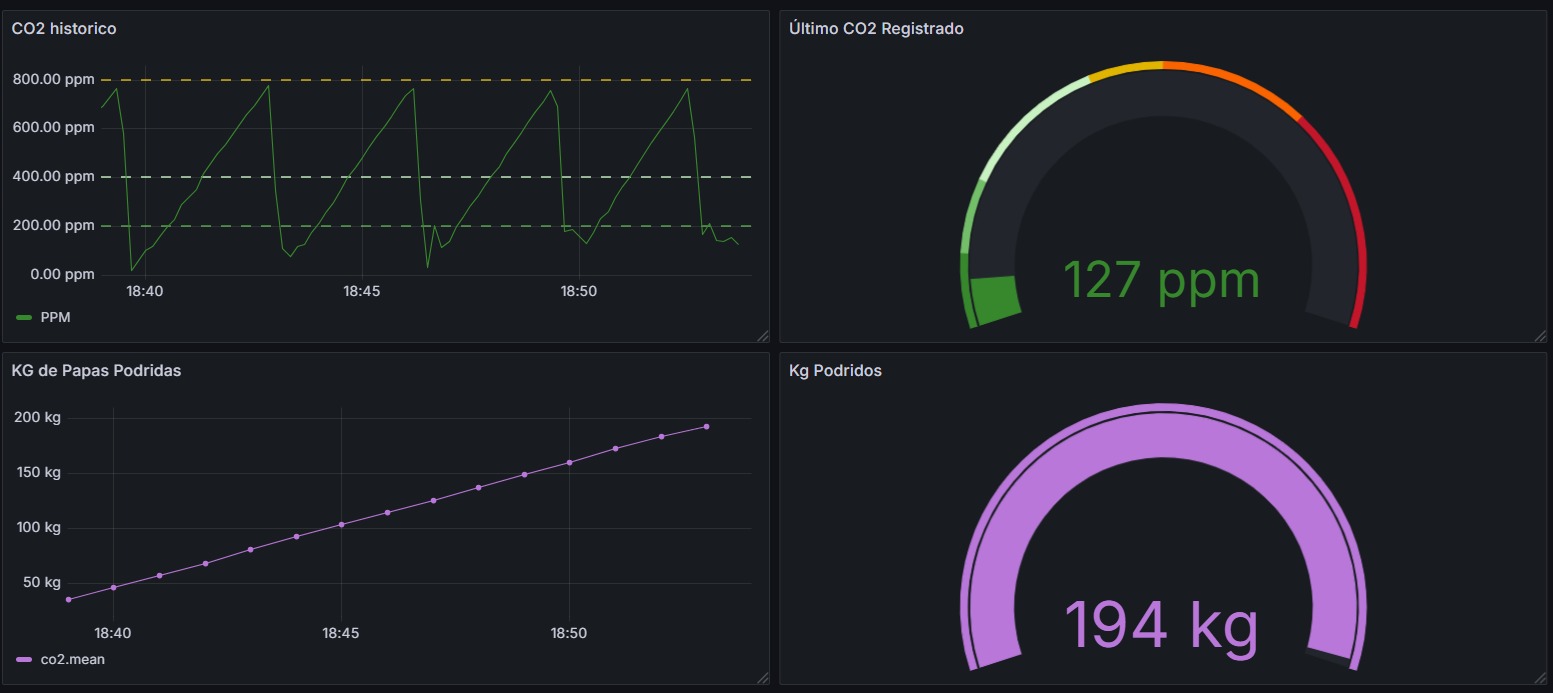 CO2 historico
800.00 ppm
600.00 ppm
400.00 ppm
200.00 ppm
0.00 ppm
18:40 18:45 18:50
PPM
Último CO2 Registrado
127 ppm
KG de Papas Podridas
200 kg
150 kg
100 kg
50 kg
18:40 18:45 18:50
co2.mean
Kg Podridos
194 kg